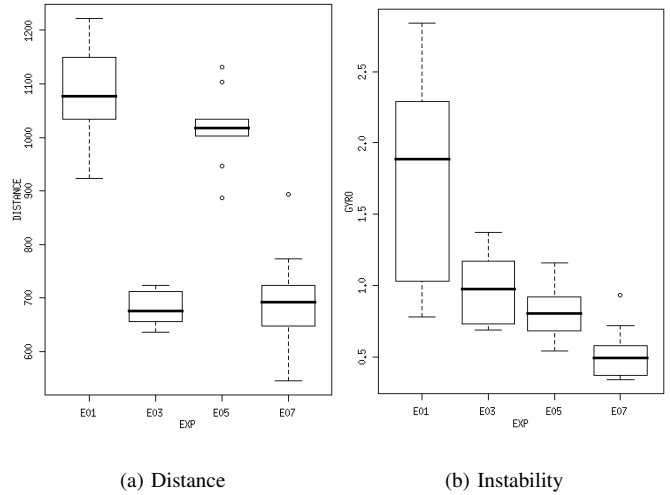 DISTANCE
1200
1100
1000
900
800
700
600
E01 E03 E05 E07
EXP
(a) Distance
GYRO
2.5
2.0
1.5
1.0
0.5
E01 E03 E05 E07
EXP
(b) Instability